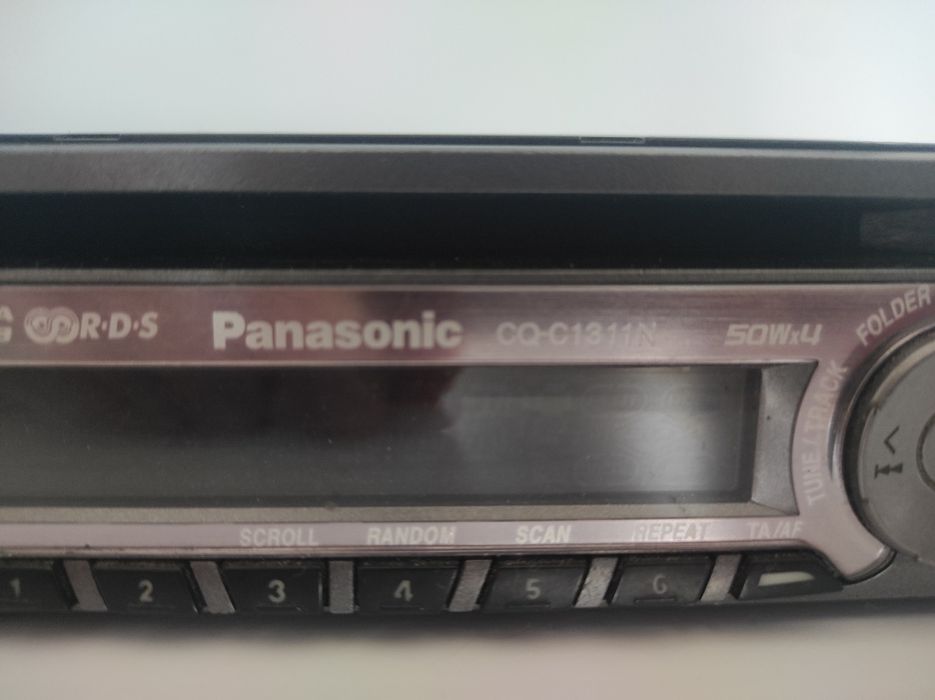 R·D·S Panasonic CQ-C1311N 50Wx4 FOLDER
TUNE/TRACK
SCROLL RANDOM SCAN REPEAT TA/AF
1 2 3 4 5 6